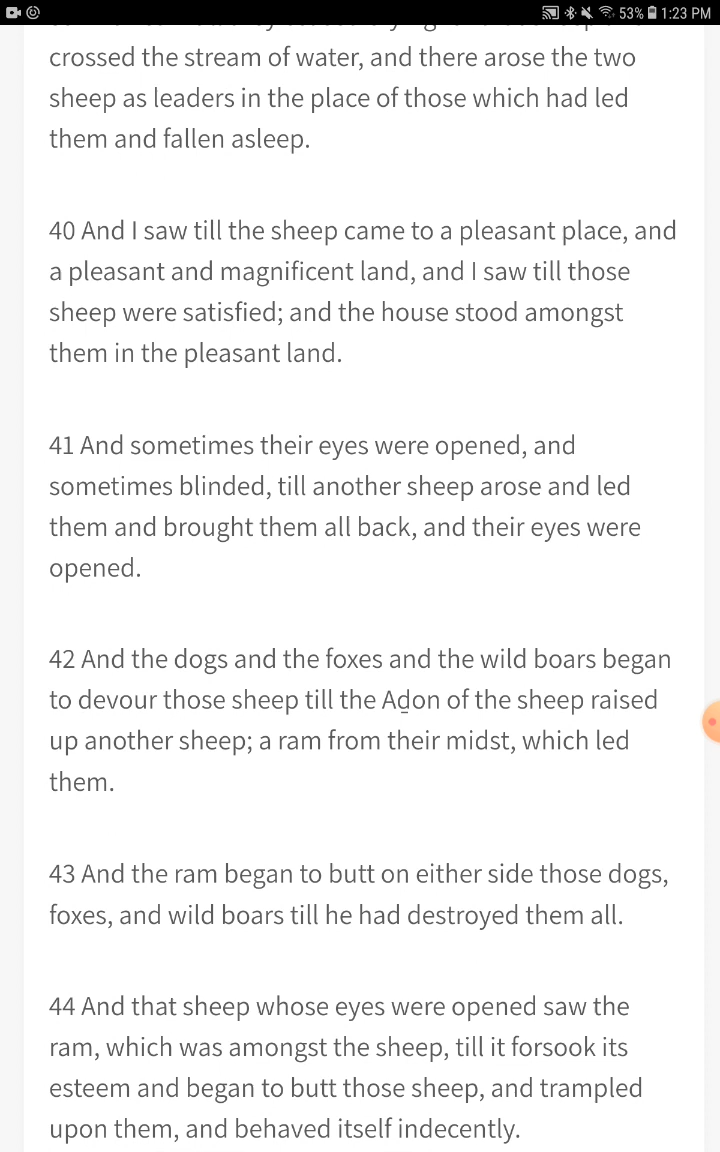 53% 1:23 PM
crossed the stream of water, and there arose the two
sheep as leaders in the place of those which had led
them and fallen asleep.
40 And I saw till the sheep came to a pleasant place, and
a pleasant and magnificent land, and I saw till those
sheep were satisfied; and the house stood amongst
them in the pleasant land.
41 And sometimes their eyes were opened, and
sometimes blinded, till another sheep arose and led
them and brought them all back, and their eyes were
opened.
42 And the dogs and the foxes and the wild boars began
to devour those sheep till the Aḏon of the sheep raised
up another sheep; a ram from their midst, which led
them.
43 And the ram began to butt on either side those dogs,
foxes, and wild boars till he had destroyed them all.
44 And that sheep whose eyes were opened saw the
ram, which was amongst the sheep, till it forsook its
esteem and began to butt those sheep, and trampled
upon them, and behaved itself indecently.